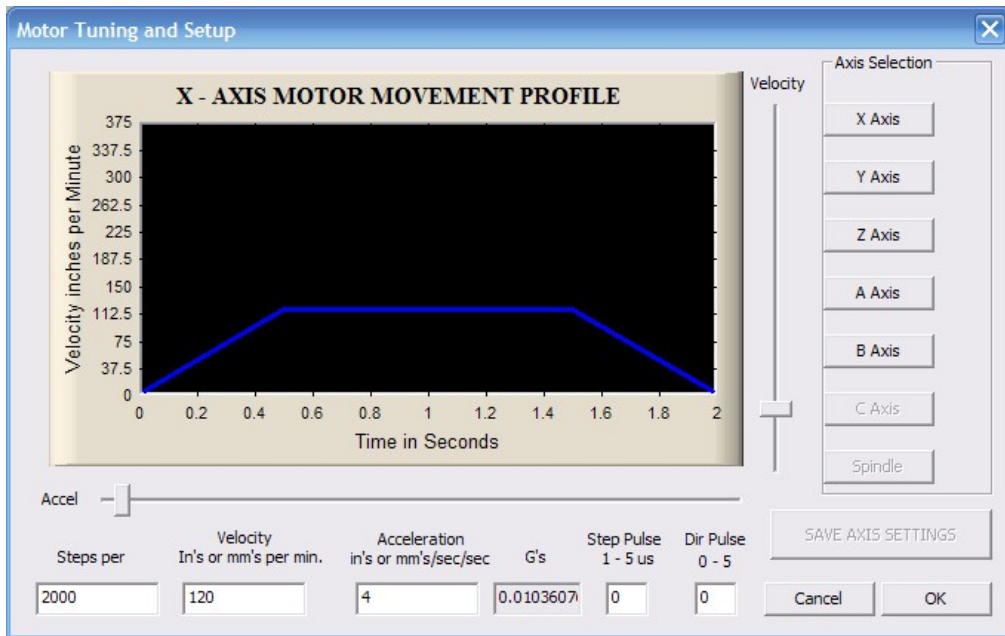 Motor Tuning and Setup
X - AXIS MOTOR MOVEMENT PROFILE
Velocity inches per Minute
375
337.5
300
262.5
225
187.5
150
112.5
75
37.5
0
0 0.2 0.4 0.6 0.8 1 1.2 1.4 1.6 1.8 2
Time in Seconds
Velocity
Axis Selection
X Axis
Y Axis
Z Axis
A Axis
B Axis
C Axis
Spindle
Accel
Steps per
Velocity
In's or mm's per min.
Acceleration
in's or mm's/sec/sec
G's
Step Pulse
1 - 5 us
Dir Pulse
0 - 5
2000
120
4
0.0103607
0
0
SAVE AXIS SETTINGS
Cancel
OK